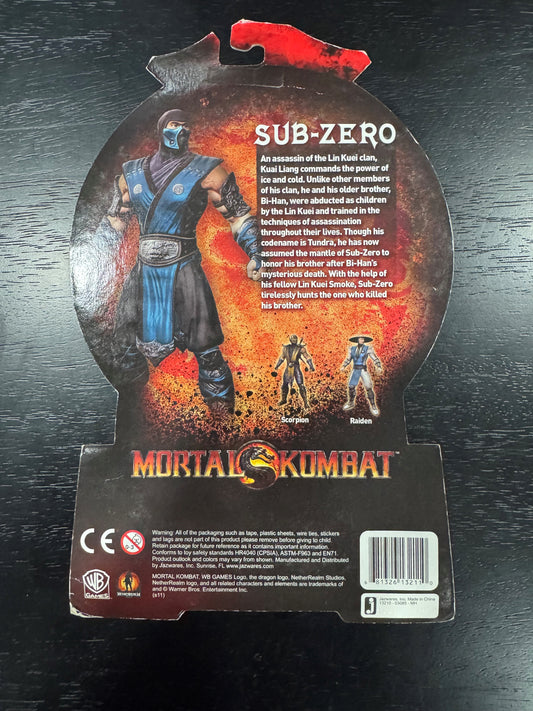 SUB-ZERO
An assassin of the Lin Kuei clan,
Kuai Liang commands the power of
ice and cold. Unlike other members
of his clan, he and his older brother,
Bi-Han, were abducted as children
by the Lin Kuei and trained in the
techniques of assassination
throughout their lives. Though his
codename is Tundra, he has now
assumed the mantle of Sub-Zero to
honor his brother after Bi-Han's
mysterious death. With the help of
his fellow Lin Kuei Smoke, Sub-Zero
tirelessly hunts the one who killed
his brother.
Scorpion
Raiden
MORTAL KOMBAT
CE
0-3
Warning: All of the packaging such as tape, plastic sheets, wire ties, stickers
and tags are not part of this product please remove before giving to child.
Retain package for future reference as it contains important information.
Conforms to toy safety standards HR4040 (CPSIA), ASTM-F963 and EN71.
Product outlook and colors may vary from shown. Manufactured and Distributed
by Jazwares, Inc. Sunrise, FL www.jazwares.com
WB
GAMES
MORTAL KOMBAT, WB GAMES Logo, the dragon logo, NetherRealm Studios,
NetherRealm logo, and all related characters and elements are trademarks of
and © Warner Bros. Entertainment Inc.
(s11)
6 81326 13211 0
Jazwares, Inc. Made in China